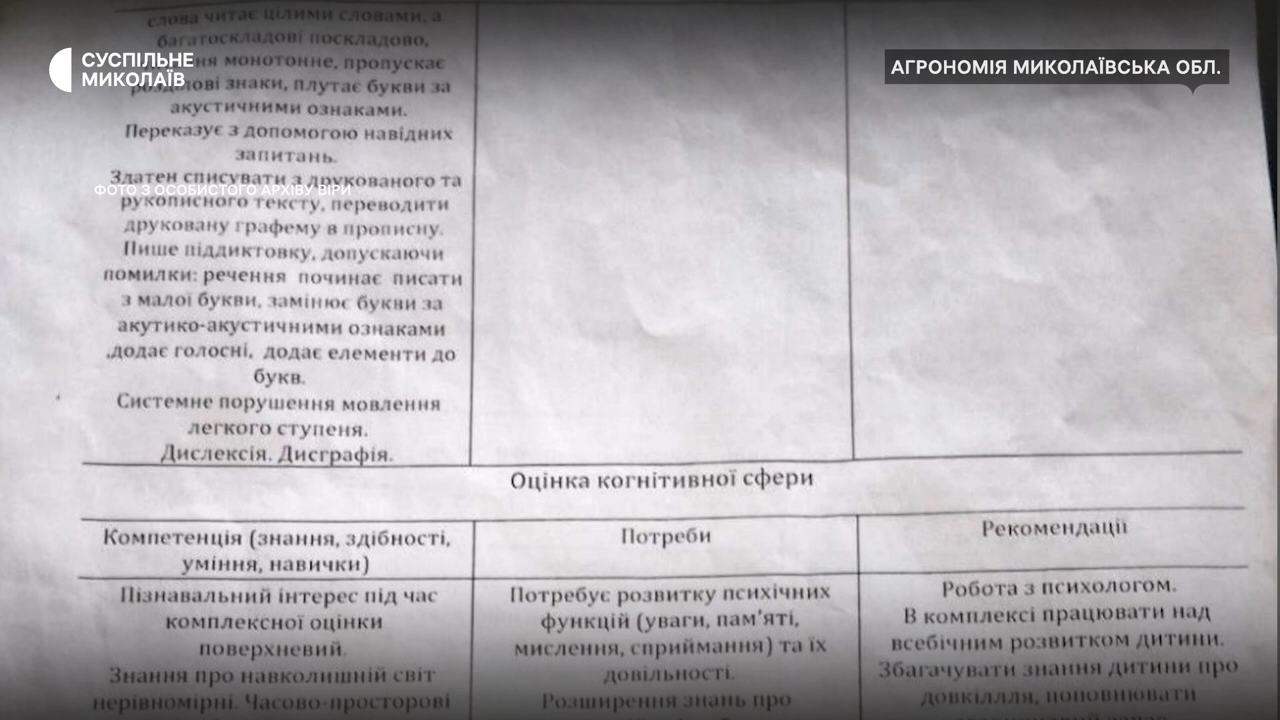 слова читає цілими словами, а
багатоскладові поскладово,
монотонне, пропускає
розділові знаки, плутає букви за
акустичними ознаками.
Переказує з допомогою навідних
запитань.
Здатен списувати з друкованого та
рукописного тексту, переводити
друковану графему в прописну.
Пише піддиктовку, допускаючи
помилки: речення починає писати
з малої букви, замінює букви за
акутико-акустичними ознаками
,додає голосні, додає елементи до
букв.
Системне порушення мовлення
легкого ступеня.
Дислексія. Дисграфія.
СУСПІЛЬНЕ
МИКОЛАЇВ
АГРОНОМІЯ МИКОЛАЇВСЬКА ОБЛ.
ФОТО З ОСОБИСТОГО АРХІВУ ВІРИ
Оцінка когнітивної сфери
Компетенція (знання, здібності,
уміння, навички)
Потреби
Рекомендації
Пізнавальний інтерес під час
комплексної оцінки
поверхневий.
Знання про навколишній світ
нерівномірні. Часово-просторові
Потребує розвитку психічних
функцій (уваги, пам'яті,
мислення, сприймання) та їх
довільності.
Розширення знань про
Робота з психологом.
В комплексі працювати над
всебічним розвитком дитини.
Збагачувати знання дитини про
довкіллля, поповнювати